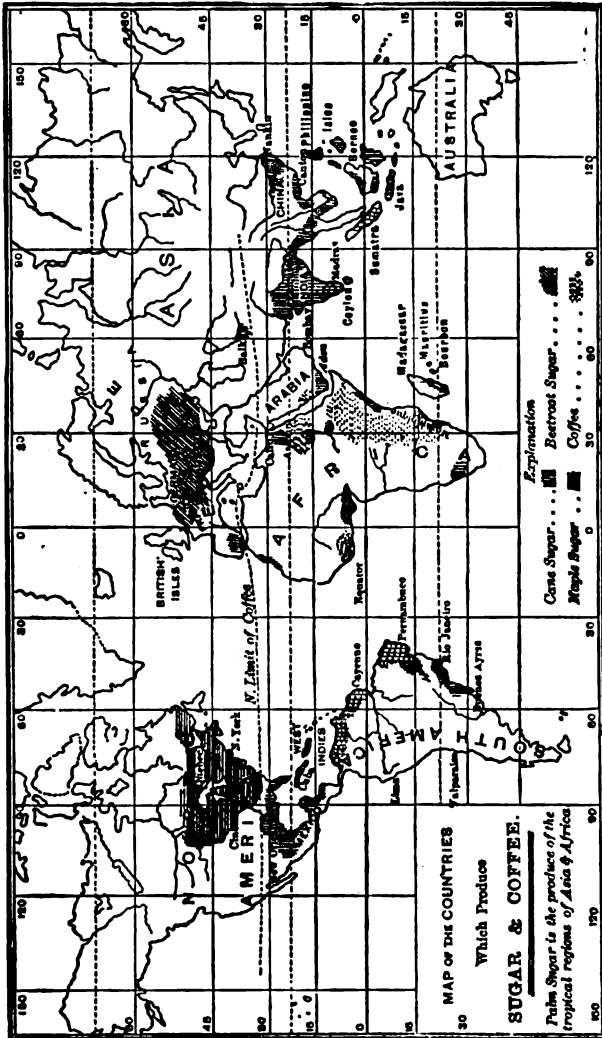 MAP OF THE COUNTRIES
Which Produce
SUGAR & COFFEE.
Palm Sugar is the produce of the
tropical regions of Asia & Africa
Explanation
Cane Sugar....
Beetroot Sugar....
Maple Sugar..
Coffee
150
120
90
60
30
0
30
60
90
120
150
45
30
15
0
15
30
45
N. Limit of Coffee
Equator
BRITISH
ISLES
ASIA
AFRICA
ARABIA
INDIA
CHINA
AUSTRALIA
N. York
WEST
INDIES
Cayenne
Pernambuco
Rio Janeiro
Buenos Ayres
Valparaiso
Lima
Aden
Bombay
Madras
Ceylon
Canton
Philippine
Isles
Borneo
Sumatra
Java
Madagascar
Mauritius
Bourbon